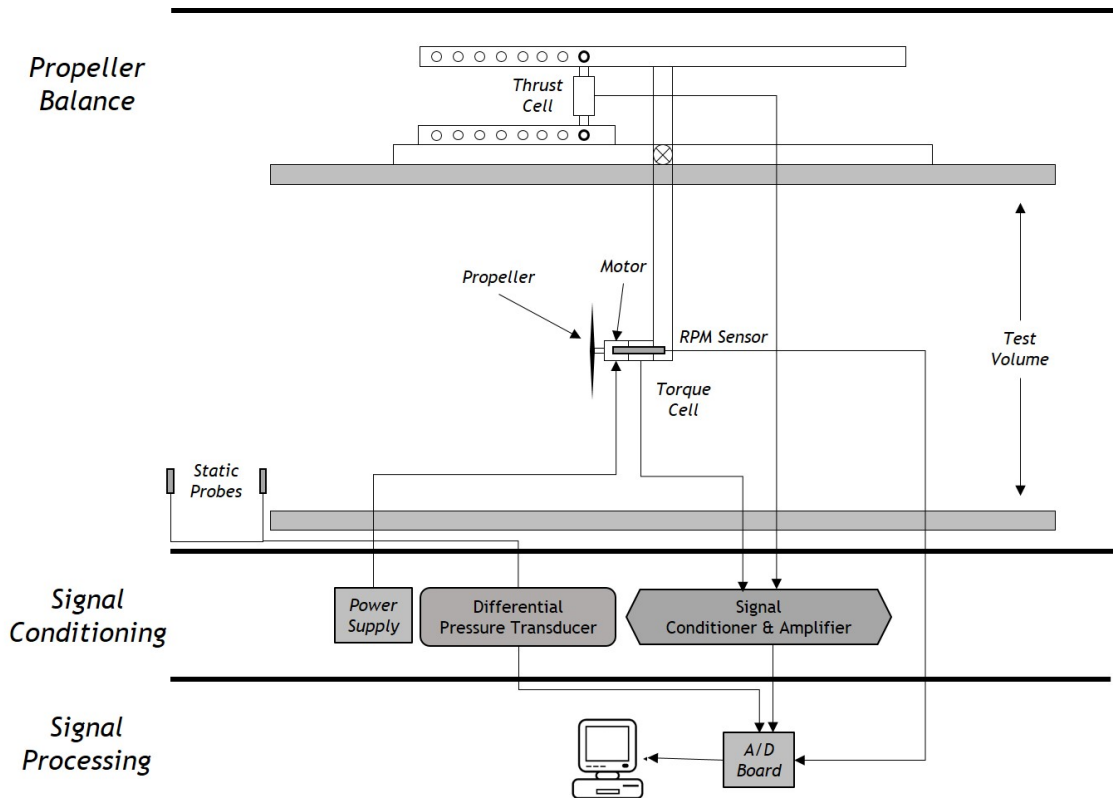 Propeller
Balance
Thrust
Cell
Propeller
Motor
RPM Sensor
Torque
Cell
Test
Volume
Static
Probes
Signal
Conditioning
Power
Supply
Differential
Pressure Transducer
Signal
Conditioner & Amplifier
Signal
Processing
A/D
Board